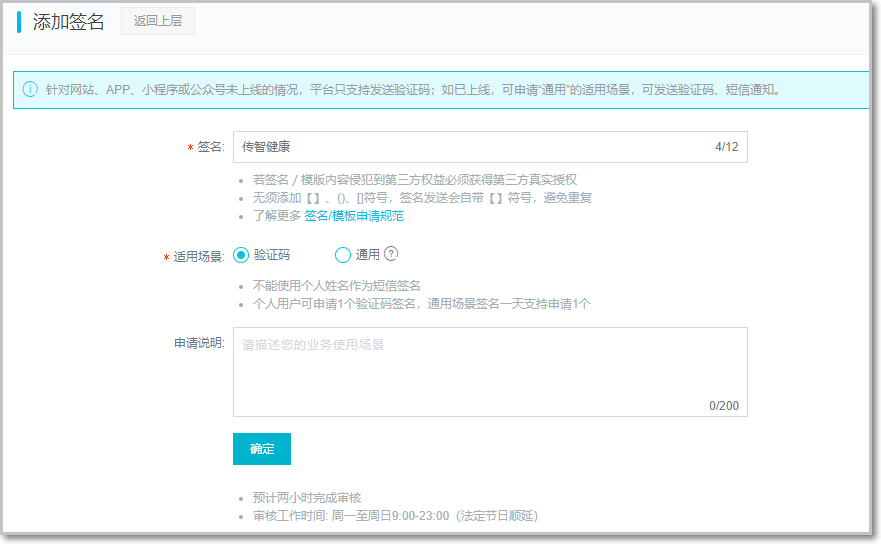 添加签名 返回上层
针对网站、APP、小程序或公众号未上线的情况，平台只支持发送验证码；如已上线，可申请“通用”的适用场景，可发送验证码、短信通知。
* 签名: 传智健康 4/12
若签名 / 模版内容侵犯到第三方权益必须获得第三方真实授权
无须添加【】、()、[]符号，签名发送会自带【】符号，避免重复
了解更多 签名/模板申请规范
* 适用场景: 验证码 通用 ?
不能使用个人姓名作为短信签名
个人用户可申请1个验证码签名，通用场景签名一天支持申请1个
申请说明: 请描述您的业务使用场景
0/200
确定
预计两小时完成审核
审核工作时间: 周一至周日9:00-23:00（法定节日顺延）